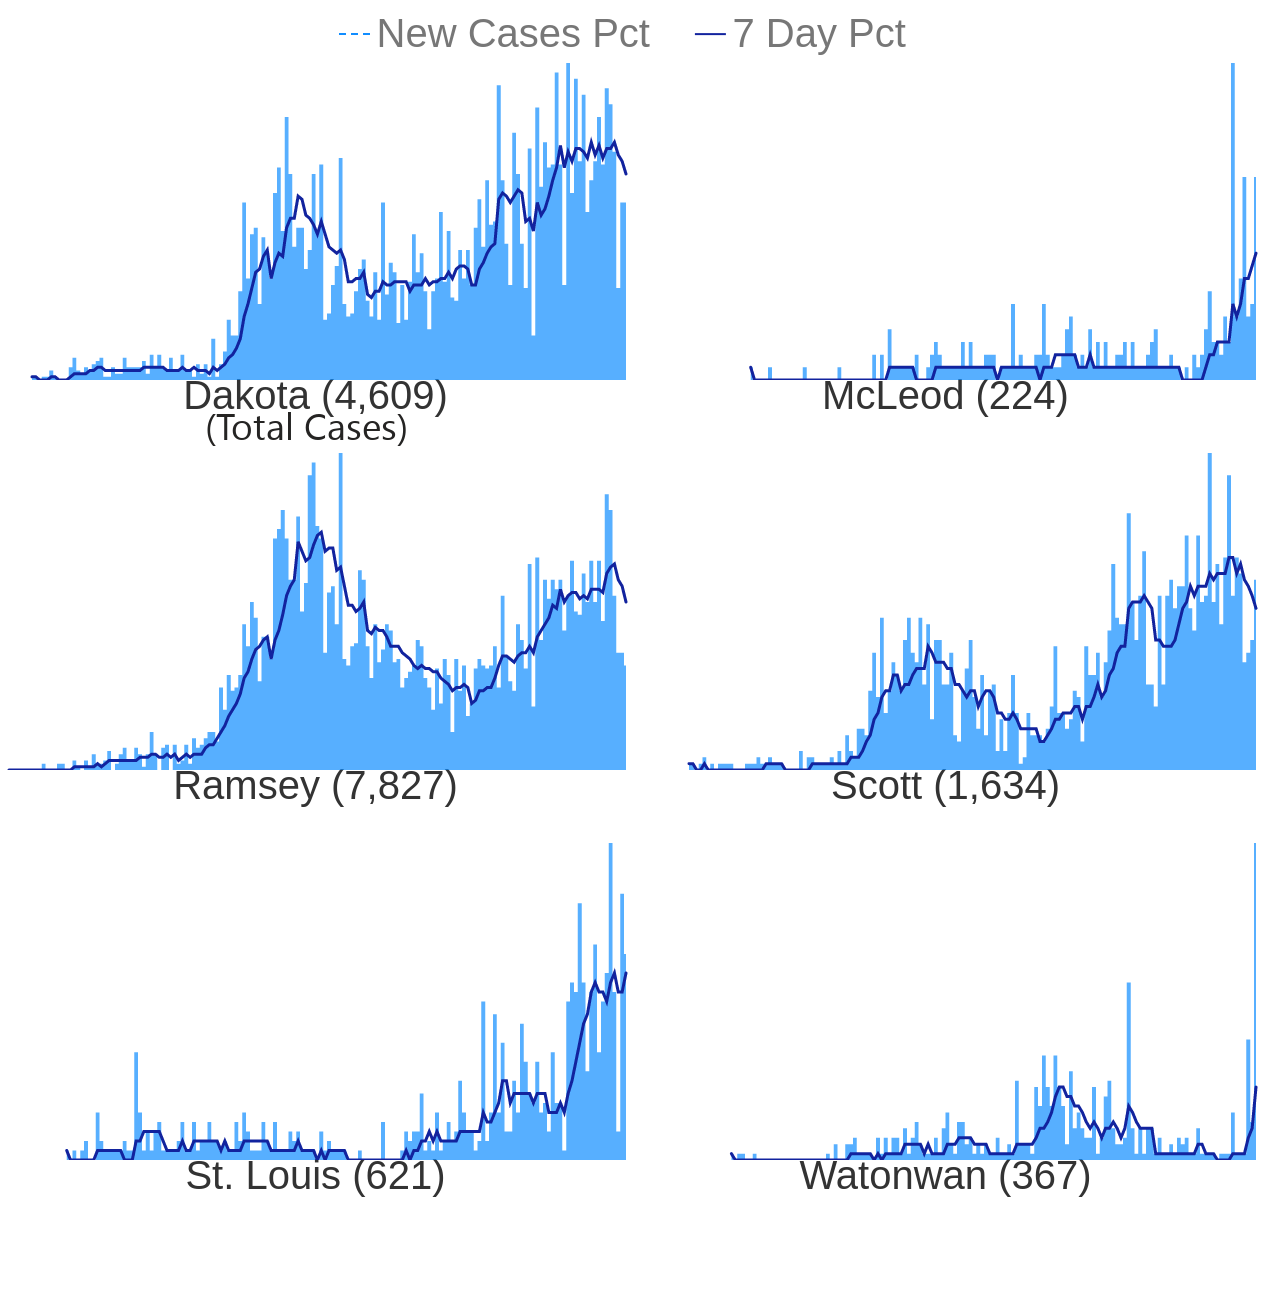 New Cases Pct 7 Day Pct
Dakota (4,609) McLeod (224)
(Total Cases)
Ramsey (7,827) Scott (1,634)
St. Louis (621) Watonwan (367)